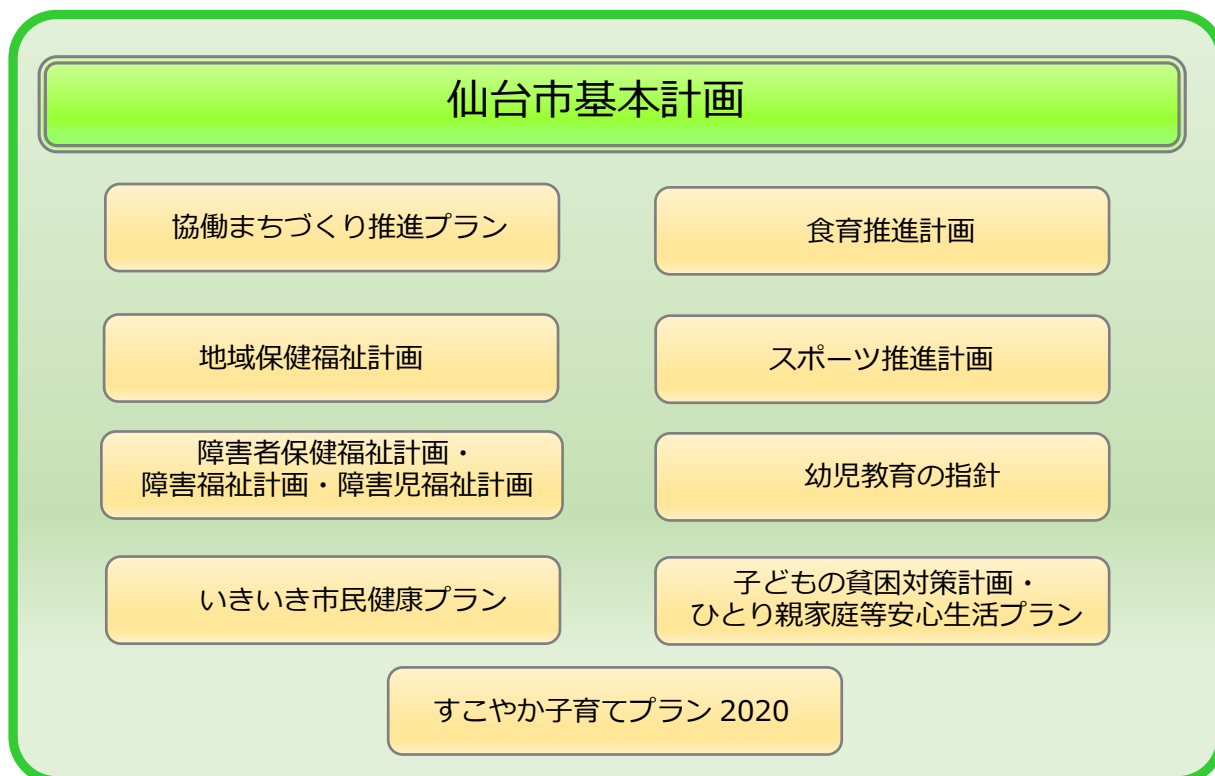 仙台市基本計画
協働まちづくり推進プラン
食育推進計画
地域保健福祉計画
スポーツ推進計画
障害者保健福祉計画・
障害福祉計画・障害児福祉計画
幼児教育の指針
いきいき市民健康プラン
子どもの貧困対策計画・
ひとり親家庭等安心生活プラン
すこやか子育てプラン 2020